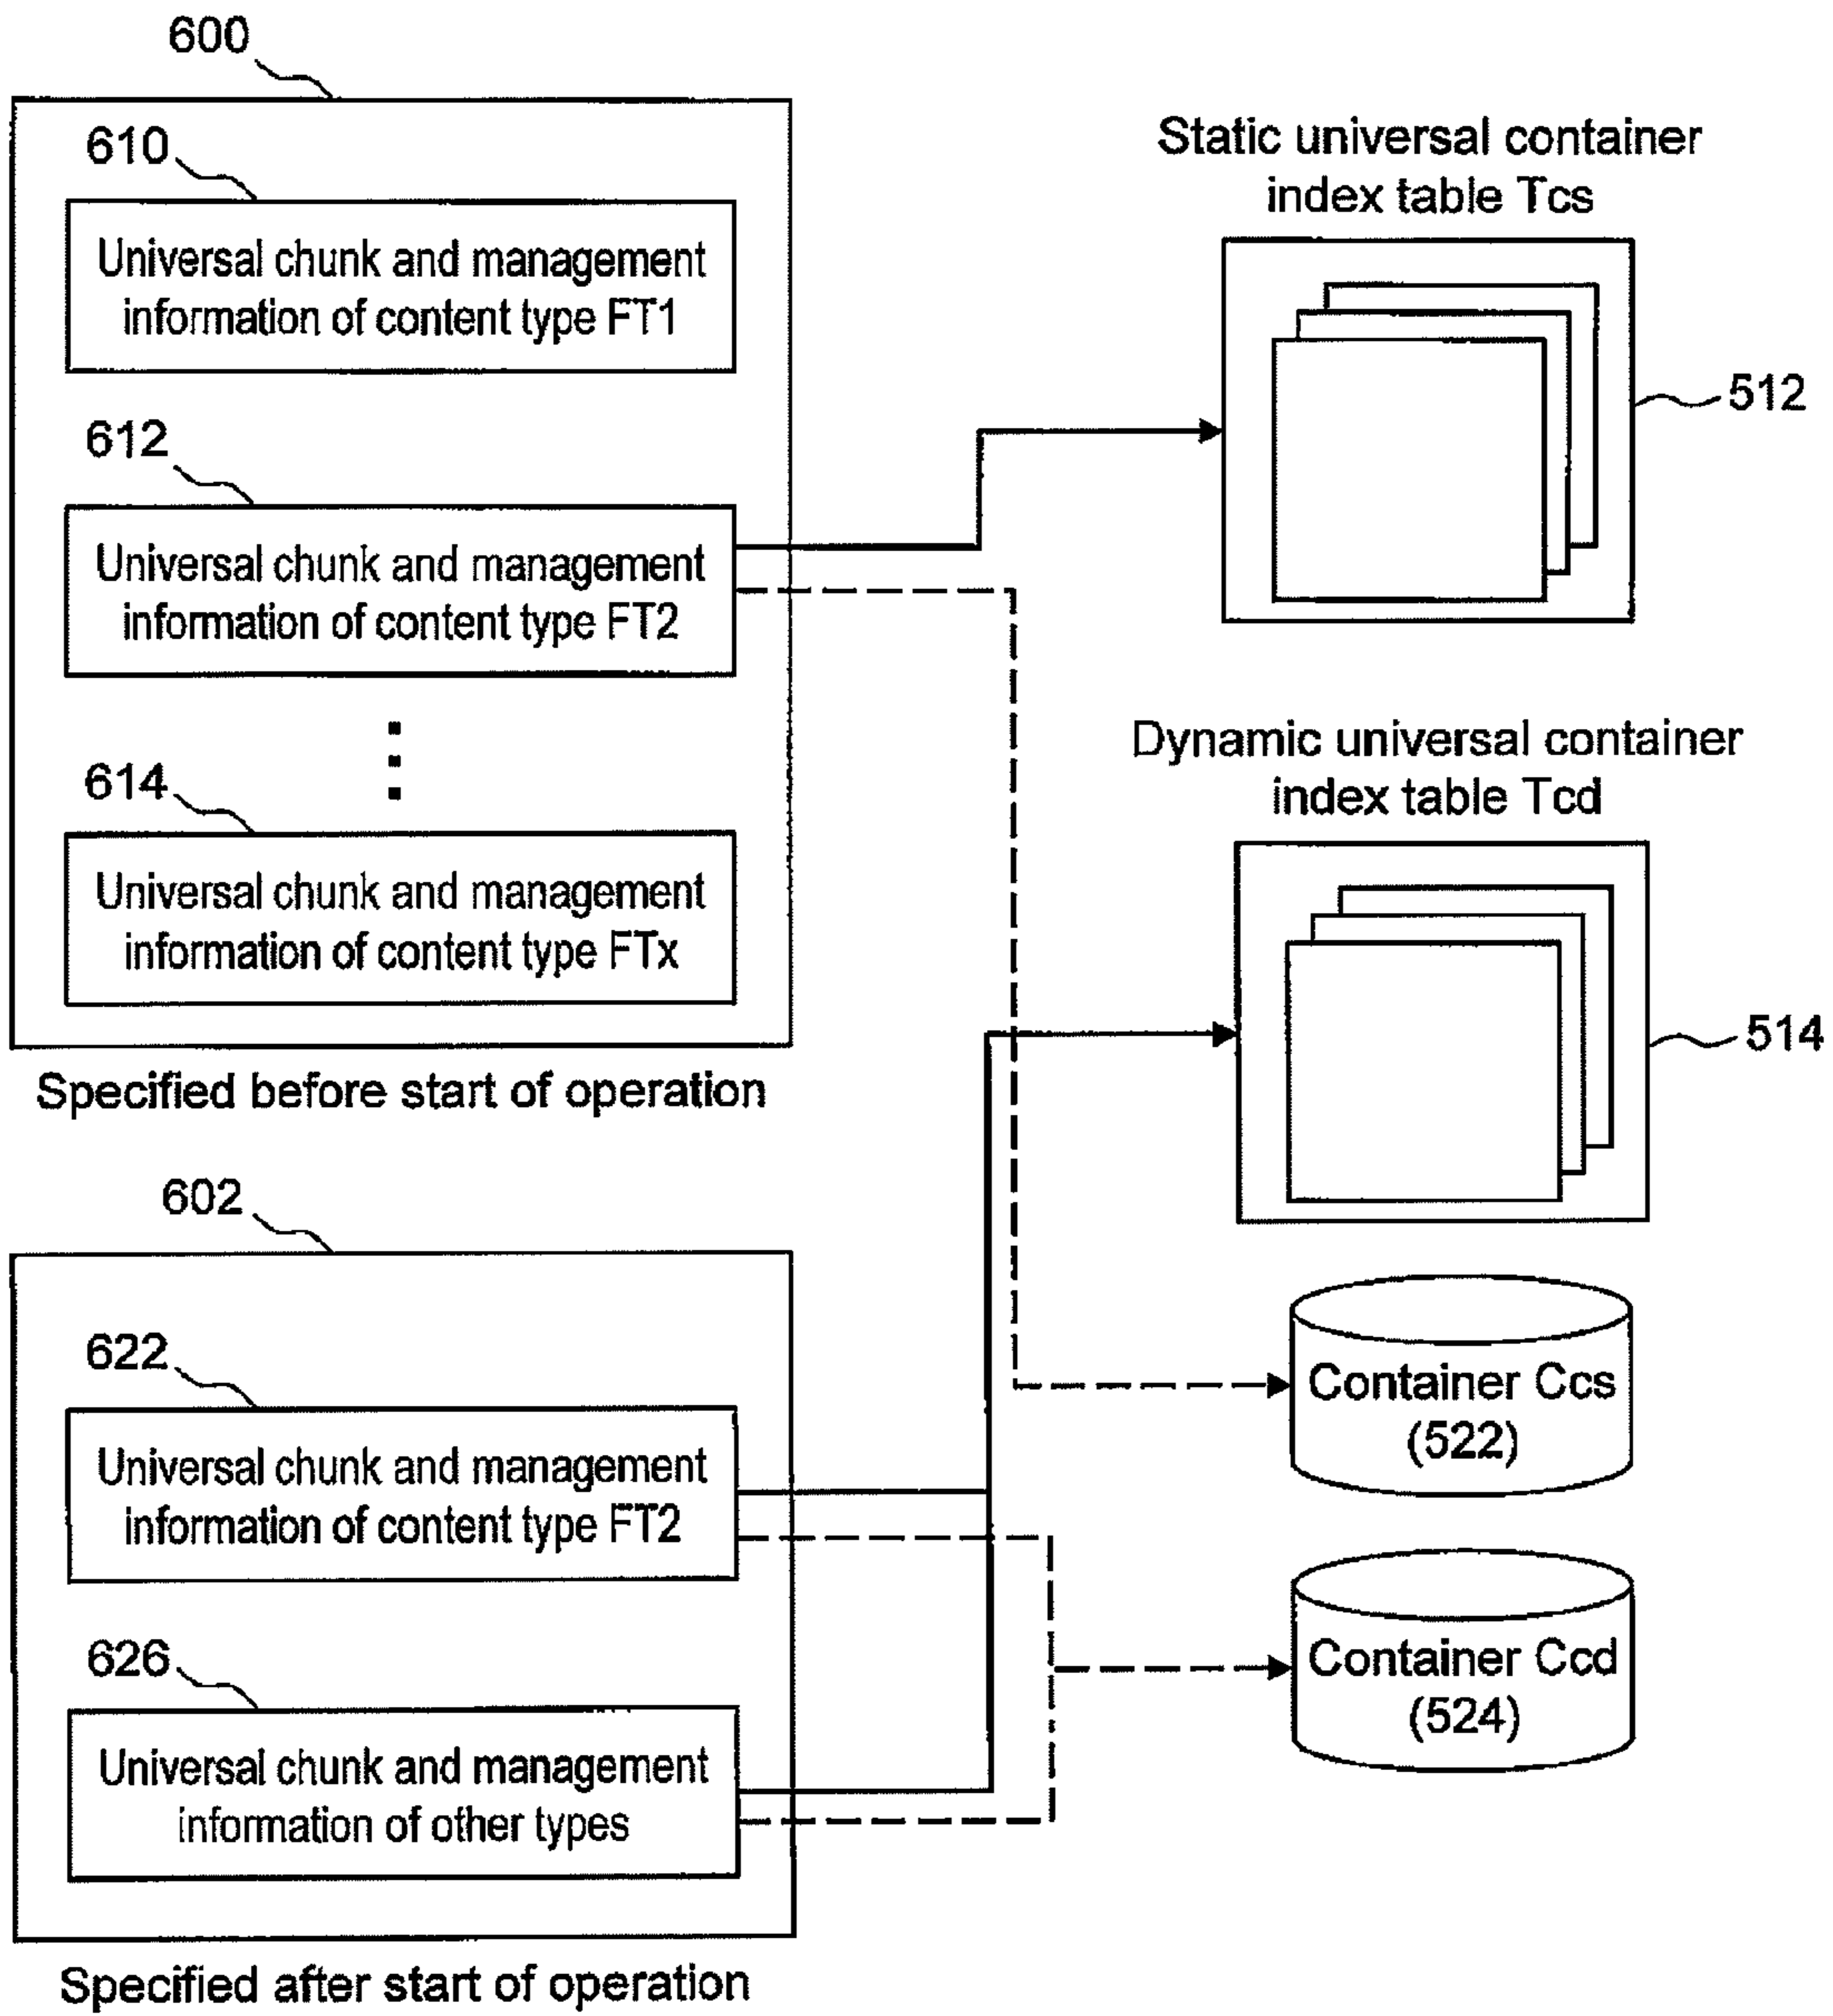 600
610
Universal chunk and management
information of content type FT1
612
Universal chunk and management
information of content type FT2
614
Universal chunk and management
information of content type FTx
Specified before start of operation
602
622
Universal chunk and management
information of content type FT2
626
Universal chunk and management
information of other types
Specified after start of operation
Static universal container
index table Tcs
512
Dynamic universal container
index table Tcd
514
Container Ccs
(522)
Container Ccd
(524)